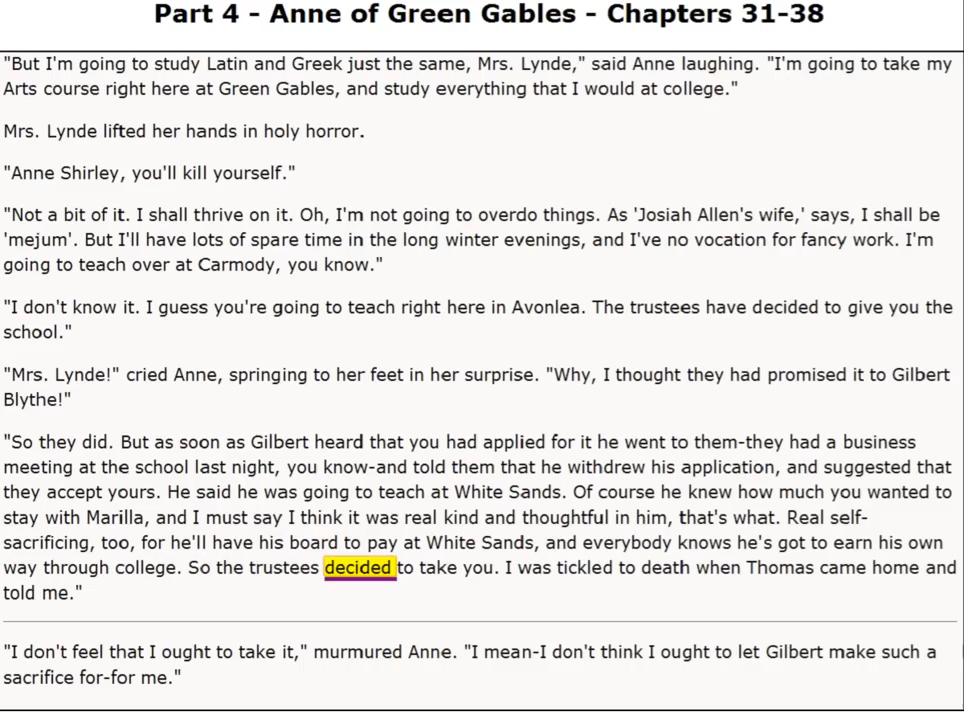 Part 4 - Anne of Green Gables - Chapters 31-38
"But I'm going to study Latin and Greek just the same, Mrs. Lynde," said Anne laughing. "I'm going to take my
Arts course right here at Green Gables, and study everything that I would at college."
Mrs. Lynde lifted her hands in holy horror.
"Anne Shirley, you'll kill yourself."
"Not a bit of it. I shall thrive on it. Oh, I'm not going to overdo things. As 'Josiah Allen's wife,' says, I shall be
'mejum'. But I'll have lots of spare time in the long winter evenings, and I've no vocation for fancy work. I'm
going to teach over at Carmody, you know."
"I don't know it. I guess you're going to teach right here in Avonlea. The trustees have decided to give you the
school."
"Mrs. Lynde!" cried Anne, springing to her feet in her surprise. "Why, I thought they had promised it to Gilbert
Blythe!"
"So they did. But as soon as Gilbert heard that you had applied for it he went to them-they had a business
meeting at the school last night, you know-and told them that he withdrew his application, and suggested that
they accept yours. He said he was going to teach at White Sands. Of course he knew how much you wanted to
stay with Marilla, and I must say I think it was real kind and thoughtful in him, that's what. Real self-
sacrificing, too, for he'll have his board to pay at White Sands, and everybody knows he's got to earn his own
way through college. So the trustees decided to take you. I was tickled to death when Thomas came home and
told me."
"I don't feel that I ought to take it," murmured Anne. "I mean-I don't think I ought to let Gilbert make such a
sacrifice for-for me."